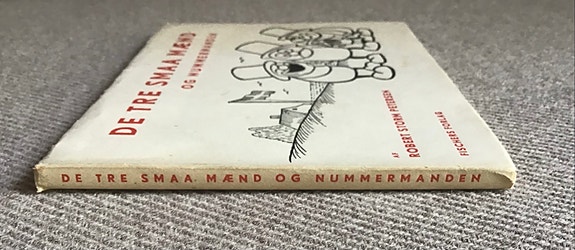 DE TRE SMAA MÆND
OG NUMMERMANDEN
AF
ROBERT STORM PETERSEN
FISCHERS FORLAG
DE TRE SMAA MÆND OG NUMMERMANDEN